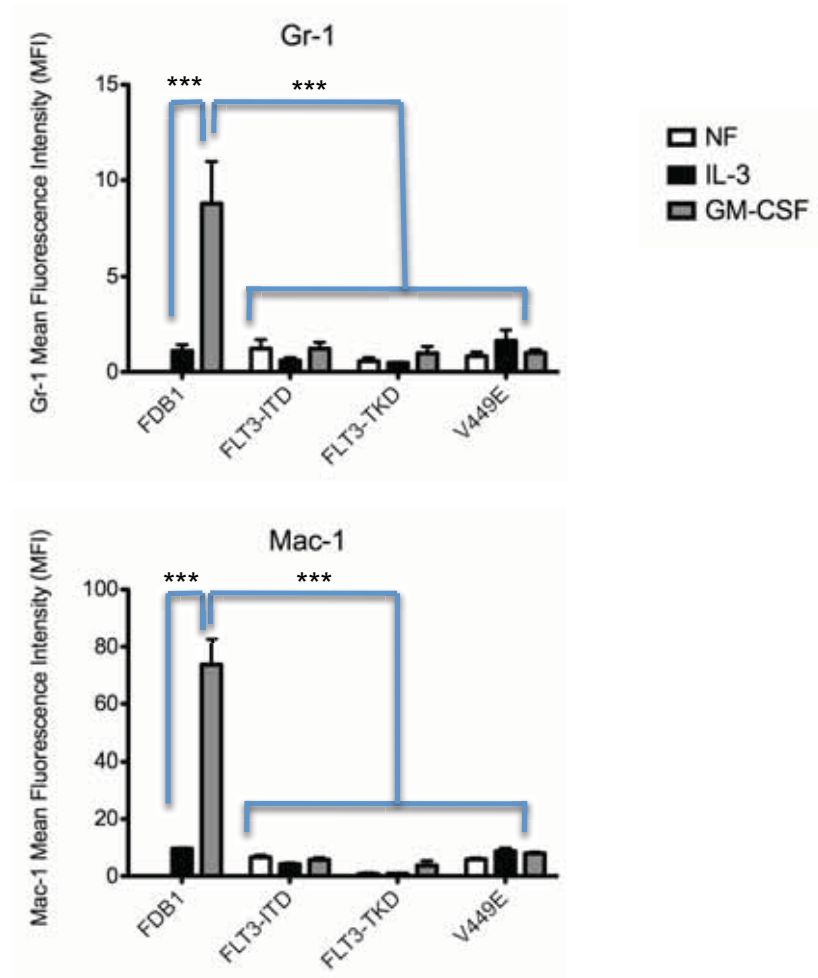 Gr-1
Gr-1 Mean Fluorescence Intensity (MFI)
*** ***
15
10
5
0
FDB1 FLT3-ITD FLT3-TKD V449E
NF
IL-3
GM-CSF
Mac-1
Mac-1 Mean Fluorescence Intensity (MFI)
*** ***
100
80
60
40
20
0
FDB1 FLT3-ITD FLT3-TKD V449E